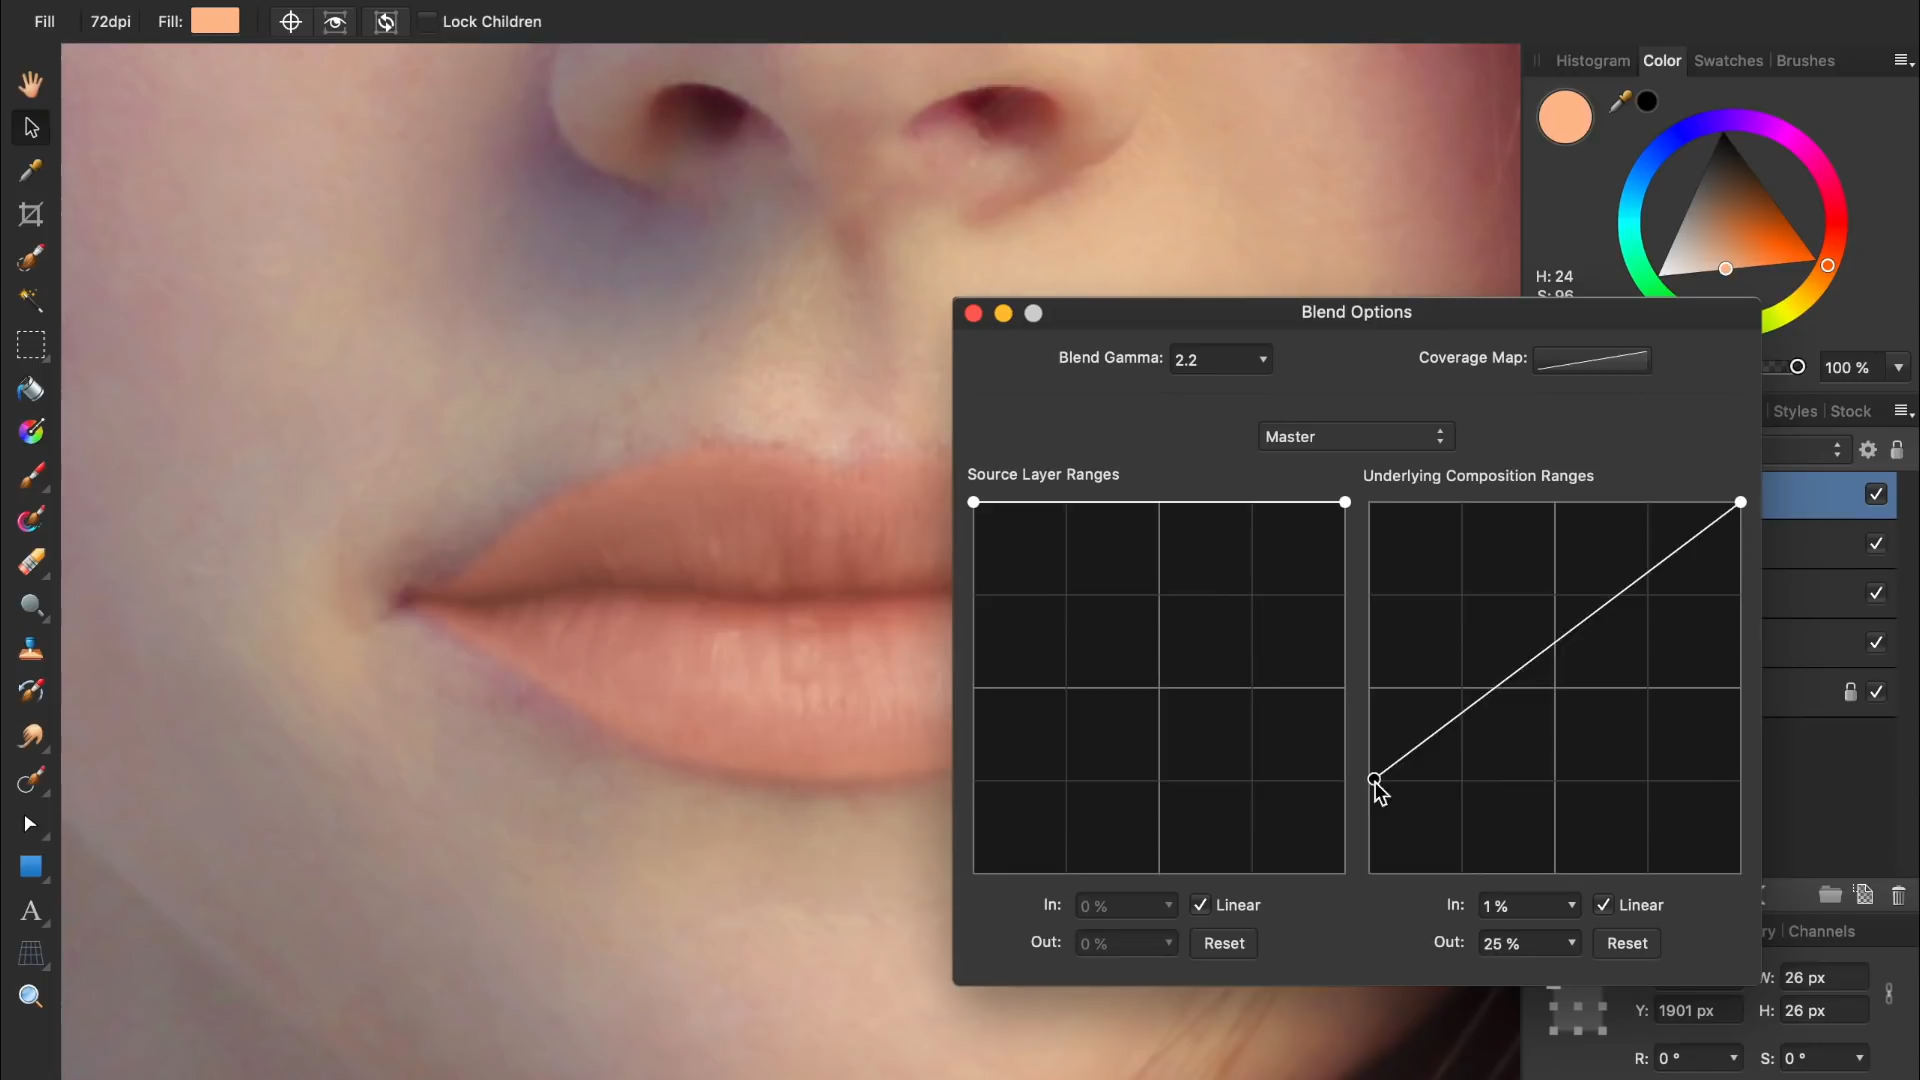 Fill 72dpi Fill: Lock Children
Histogram Color Swatches Brushes
H: 24
Blend Options
Blend Gamma: 2.2 Coverage Map:
100 %
Styles Stock
Master
Source Layer Ranges Underlying Composition Ranges
In: 0 % Linear In: 1 % Linear
Out: 0 % Reset Out: 25 % Reset
Channels
W: 26 px
Y: 1901 px H: 26 px
R: 0 ° S: 0 °